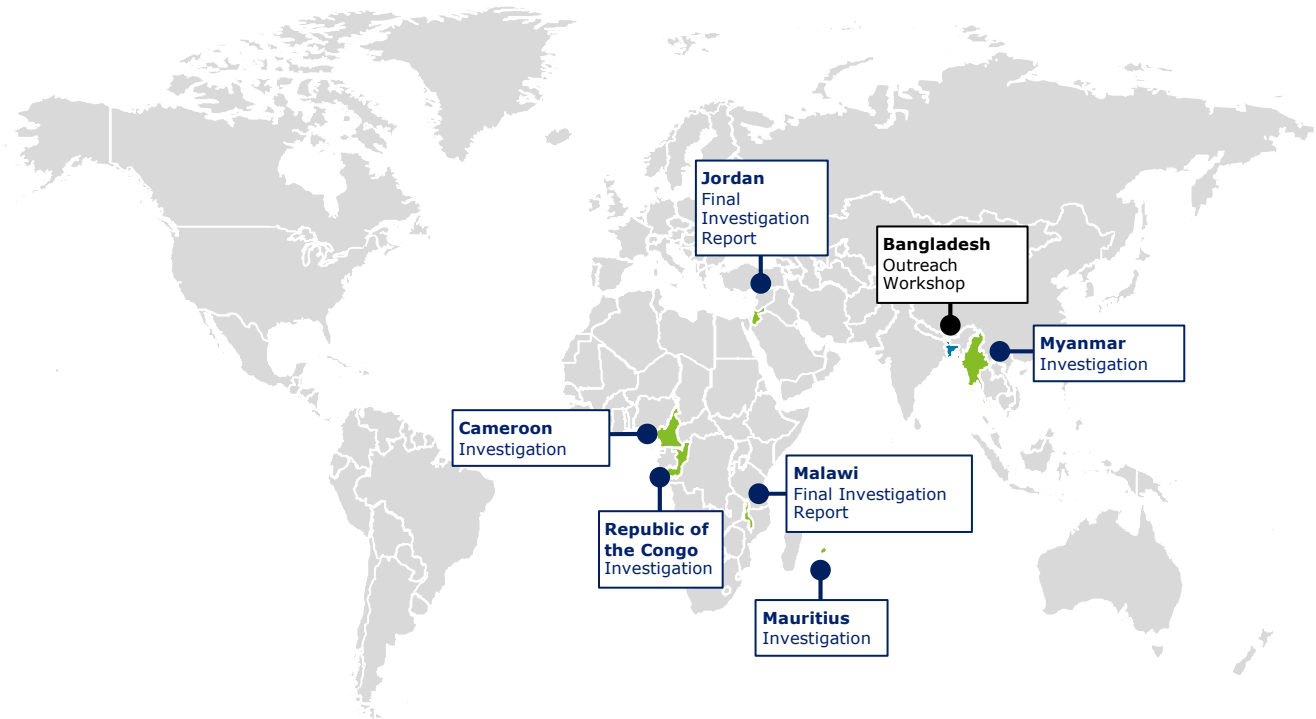 Jordan
Final
Investigation
Report
Bangladesh
Outreach
Workshop
Myanmar
Investigation
Cameroon
Investigation
Malawi
Final Investigation
Report
Republic of
the Congo
Investigation
Mauritius
Investigation